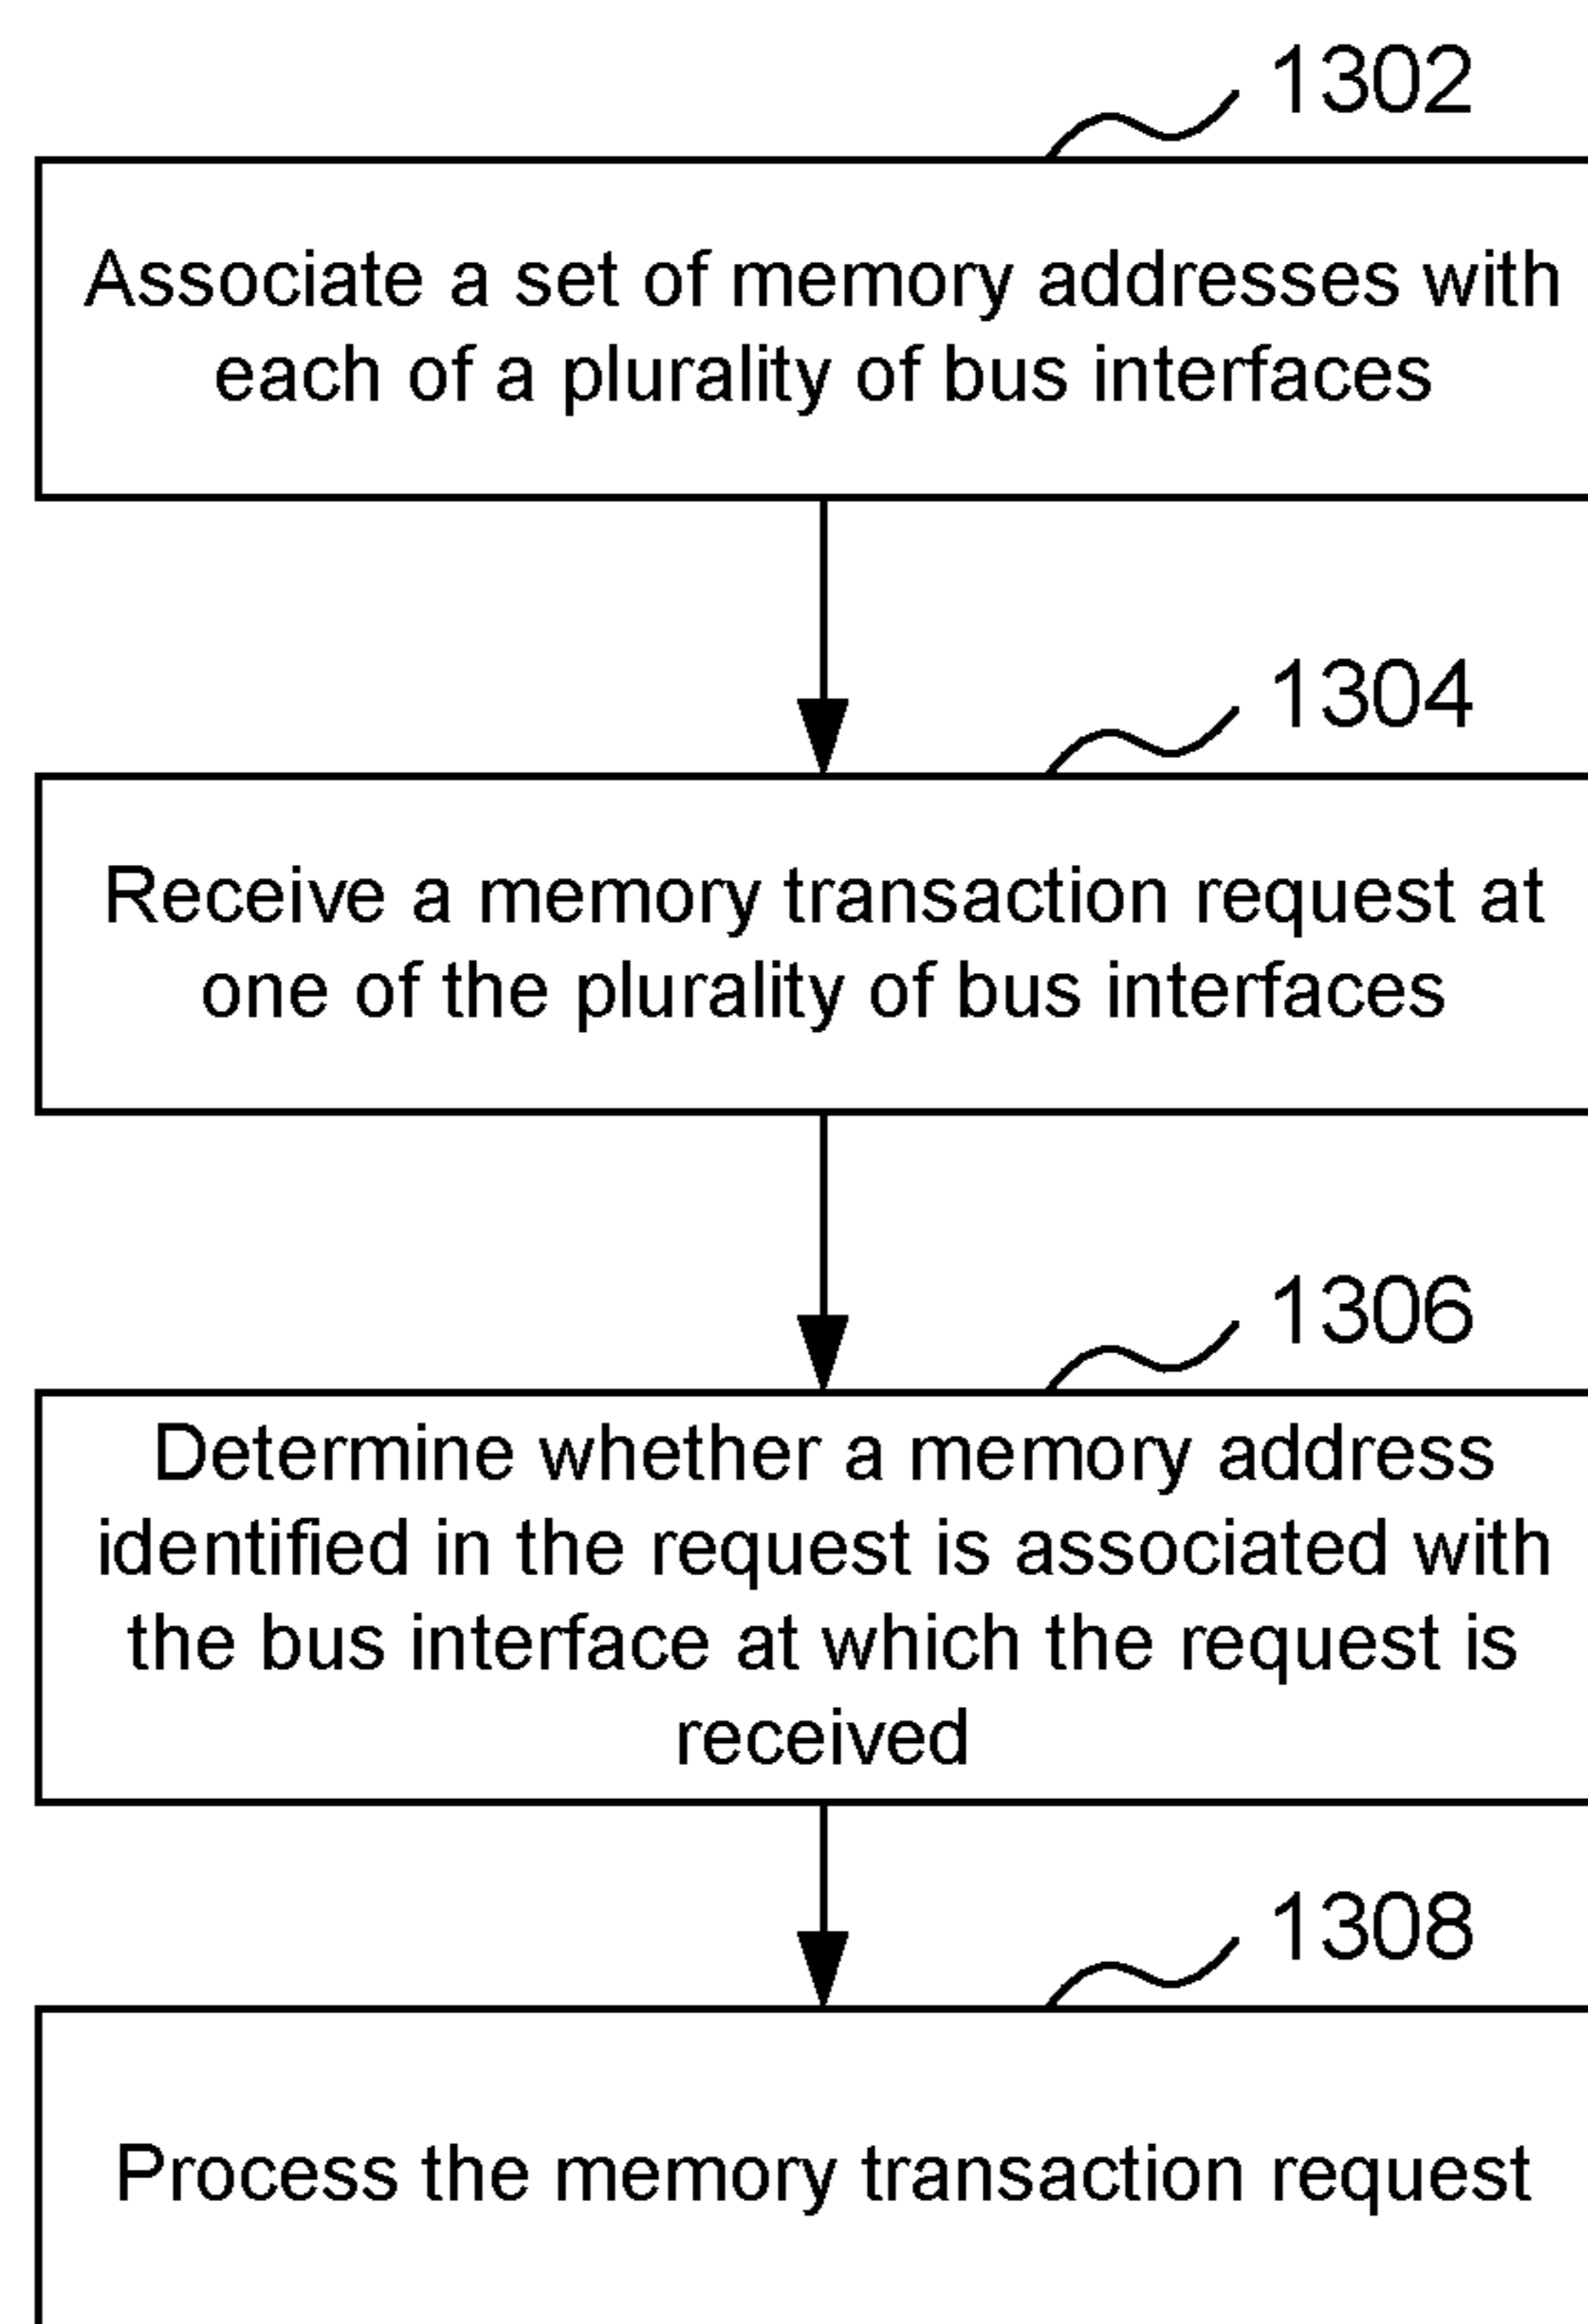 1302
Associate a set of memory addresses with
each of a plurality of bus interfaces
1304
Receive a memory transaction request at
one of the plurality of bus interfaces
1306
Determine whether a memory address
identified in the request is associated with
the bus interface at which the request is
received
1308
Process the memory transaction request